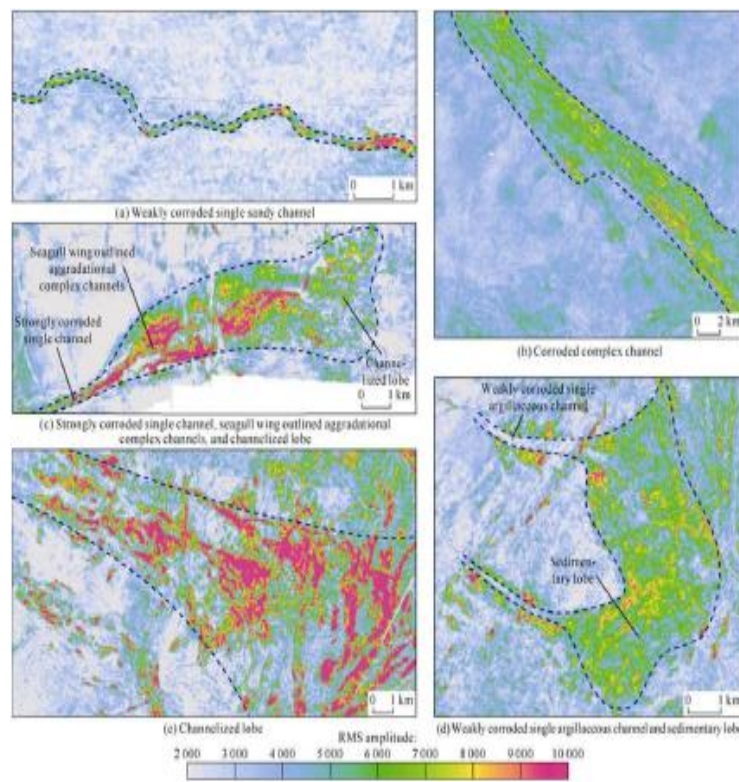 0 1 km
(a) Weakly corroded single sandy channel
Seagull wing outlined
aggradational
complex channels
Strongly corroded
single channel
Channe-
lized lobe
0 1 km
(c) Strongly corroded single channel, seagull wing outlined aggradational
complex channels, and channelized lobe
0 2 km
(b) Corroded complex channel
Weakly corroded single
argillaceous channel
Sedimen-
tary lobe
0 1 km
(e) Channelized lobe
0 1 km
(d) Weakly corroded single argillaceous channel and sedimentary lobe
RMS amplitude:
2 000 3 000 4 000 5 000 6 000 7 000 8 000 9 000 10 000